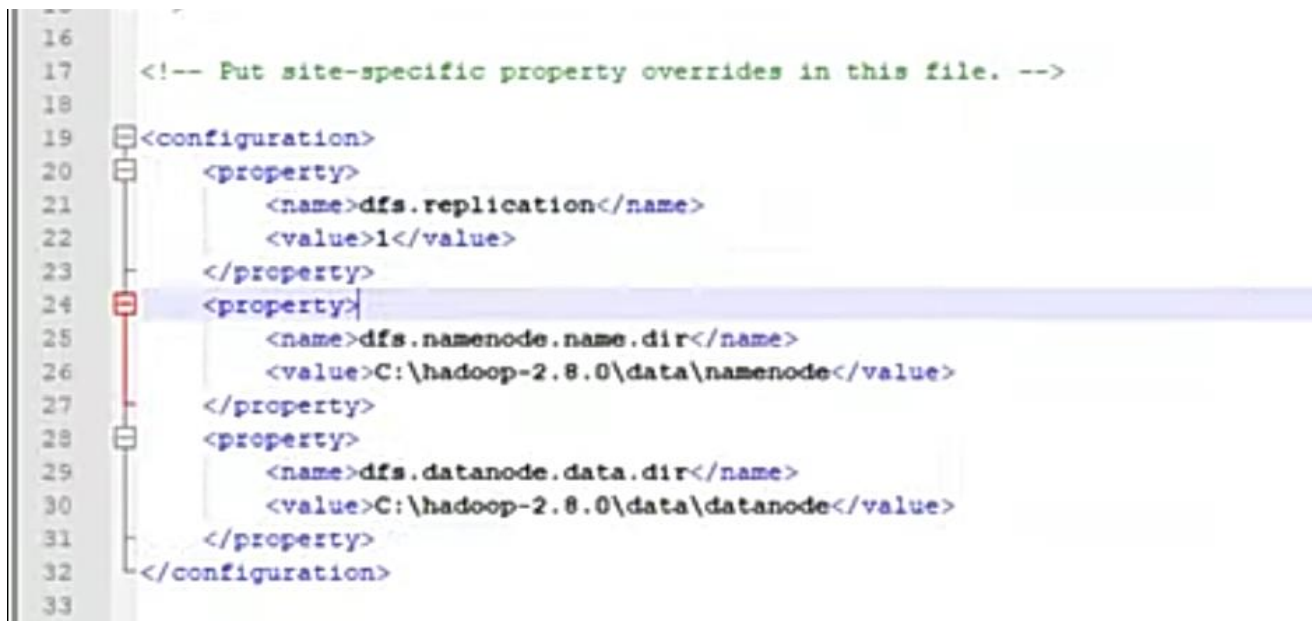 16
17 <!-- Put site-specific property overrides in this file. -->
18
19 <configuration>
20 <property>
21 <name>dfs.replication</name>
22 <value>1</value>
23 </property>
24 <property>
25 <name>dfs.namenode.name.dir</name>
26 <value>C:\hadoop-2.8.0\data\namenode</value>
27 </property>
28 <property>
29 <name>dfs.datanode.data.dir</name>
30 <value>C:\hadoop-2.8.0\data\datanode</value>
31 </property>
32 </configuration>
33